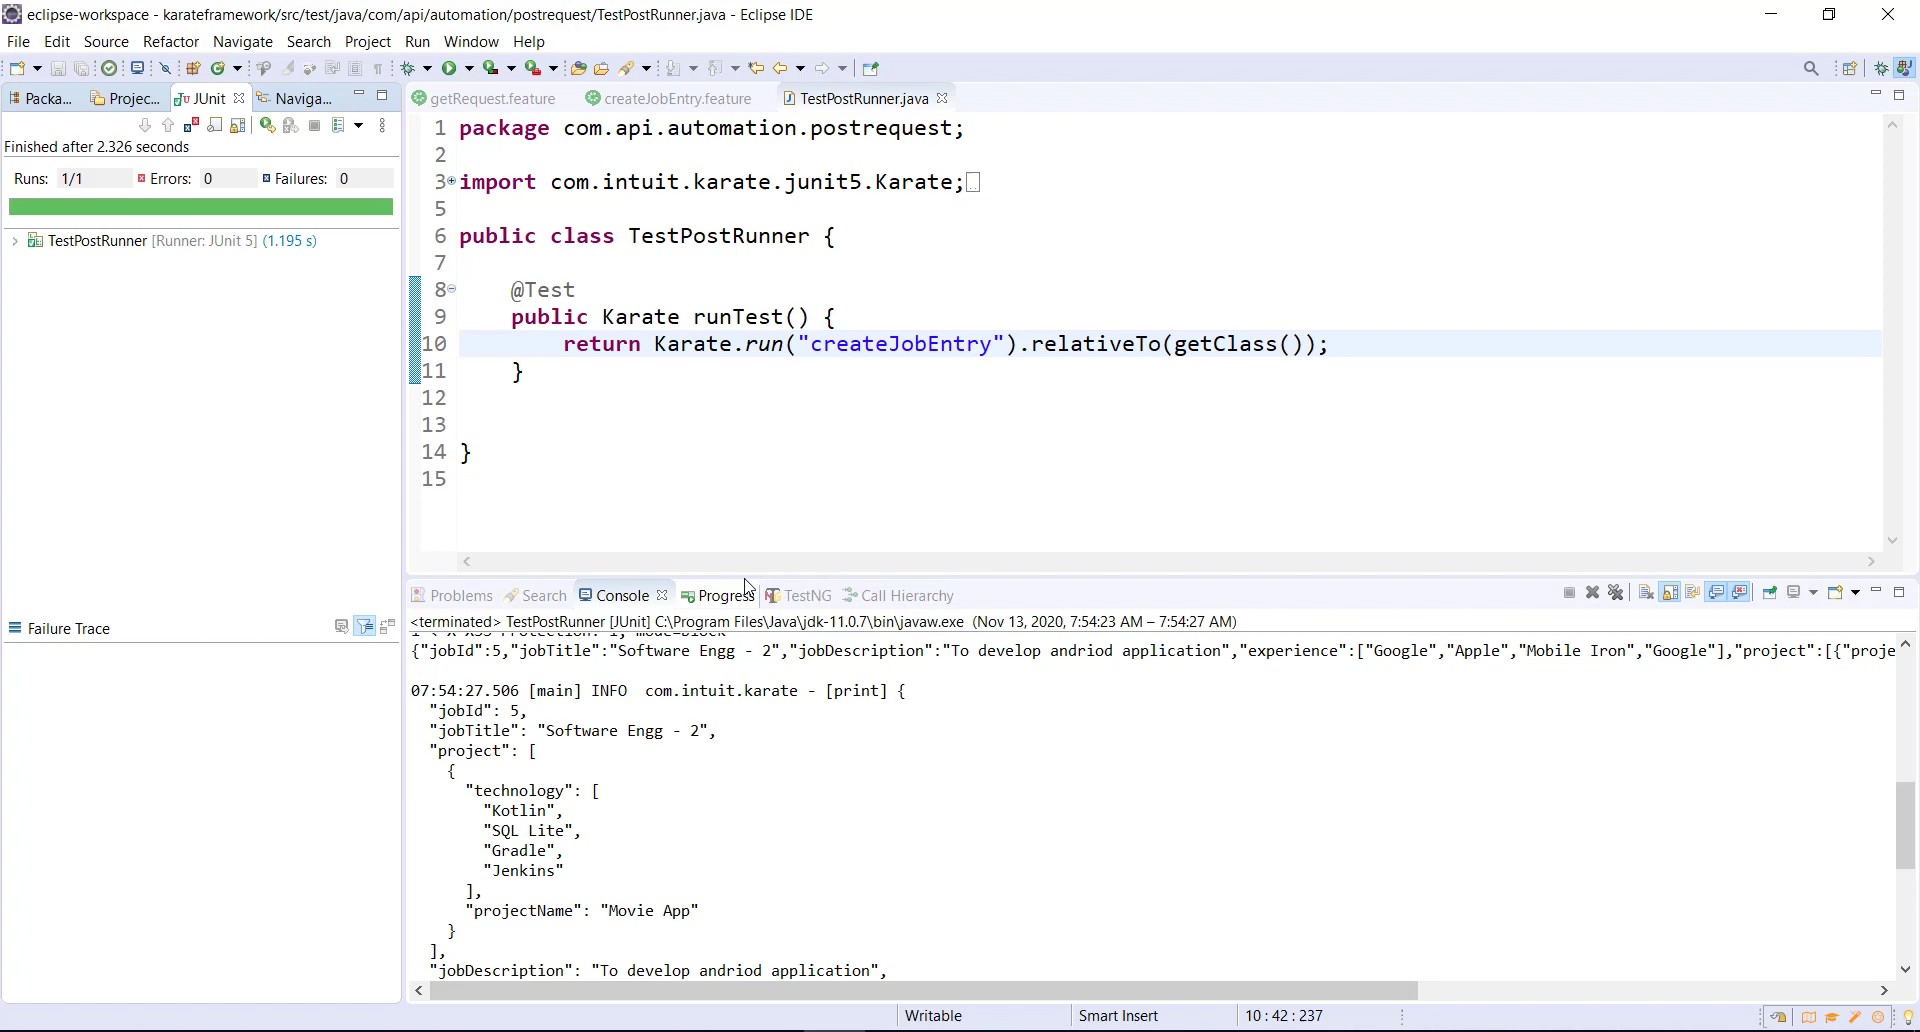 eclipse-workspace - karateframework/src/test/java/com/api/automation/postrequest/TestPostRunner.java - Eclipse IDE
File Edit Source Refactor Navigate Search Project Run Window Help
Packa... Projec... JUnit Naviga...
Finished after 2.326 seconds
Runs: 1/1 Errors: 0 Failures: 0
TestPostRunner [Runner: JUnit 5] (1.195 s)
Failure Trace
getRequest.feature createJobEntry.feature TestPostRunner.java
1 package com.api.automation.postrequest;
2
3 import com.intuit.karate.junit5.Karate;
5
6 public class TestPostRunner {
7
8 @Test
9 public Karate runTest() {
10 return Karate.run("createJobEntry").relativeTo(getClass());
11 }
12
13
14 }
15
Problems Search Console Progress TestNG Call Hierarchy
<terminated> TestPostRunner [JUnit] C:\Program Files\Java\jdk-11.0.7\bin\javaw.exe (Nov 13, 2020, 7:54:23 AM – 7:54:27 AM)
{"jobId":5,"jobTitle":"Software Engg - 2","jobDescription":"To develop andriod application","experience":["Google","Apple","Mobile Iron","Google"],"project":[{"proje
07:54:27.506 [main] INFO com.intuit.karate - [print] {
"jobId": 5,
"jobTitle": "Software Engg - 2",
"project": [
{
"technology": [
"Kotlin",
"SQL Lite",
"Gradle",
"Jenkins"
],
"projectName": "Movie App"
}
],
"jobDescription": "To develop andriod application",
Writable Smart Insert 10 : 42 : 237